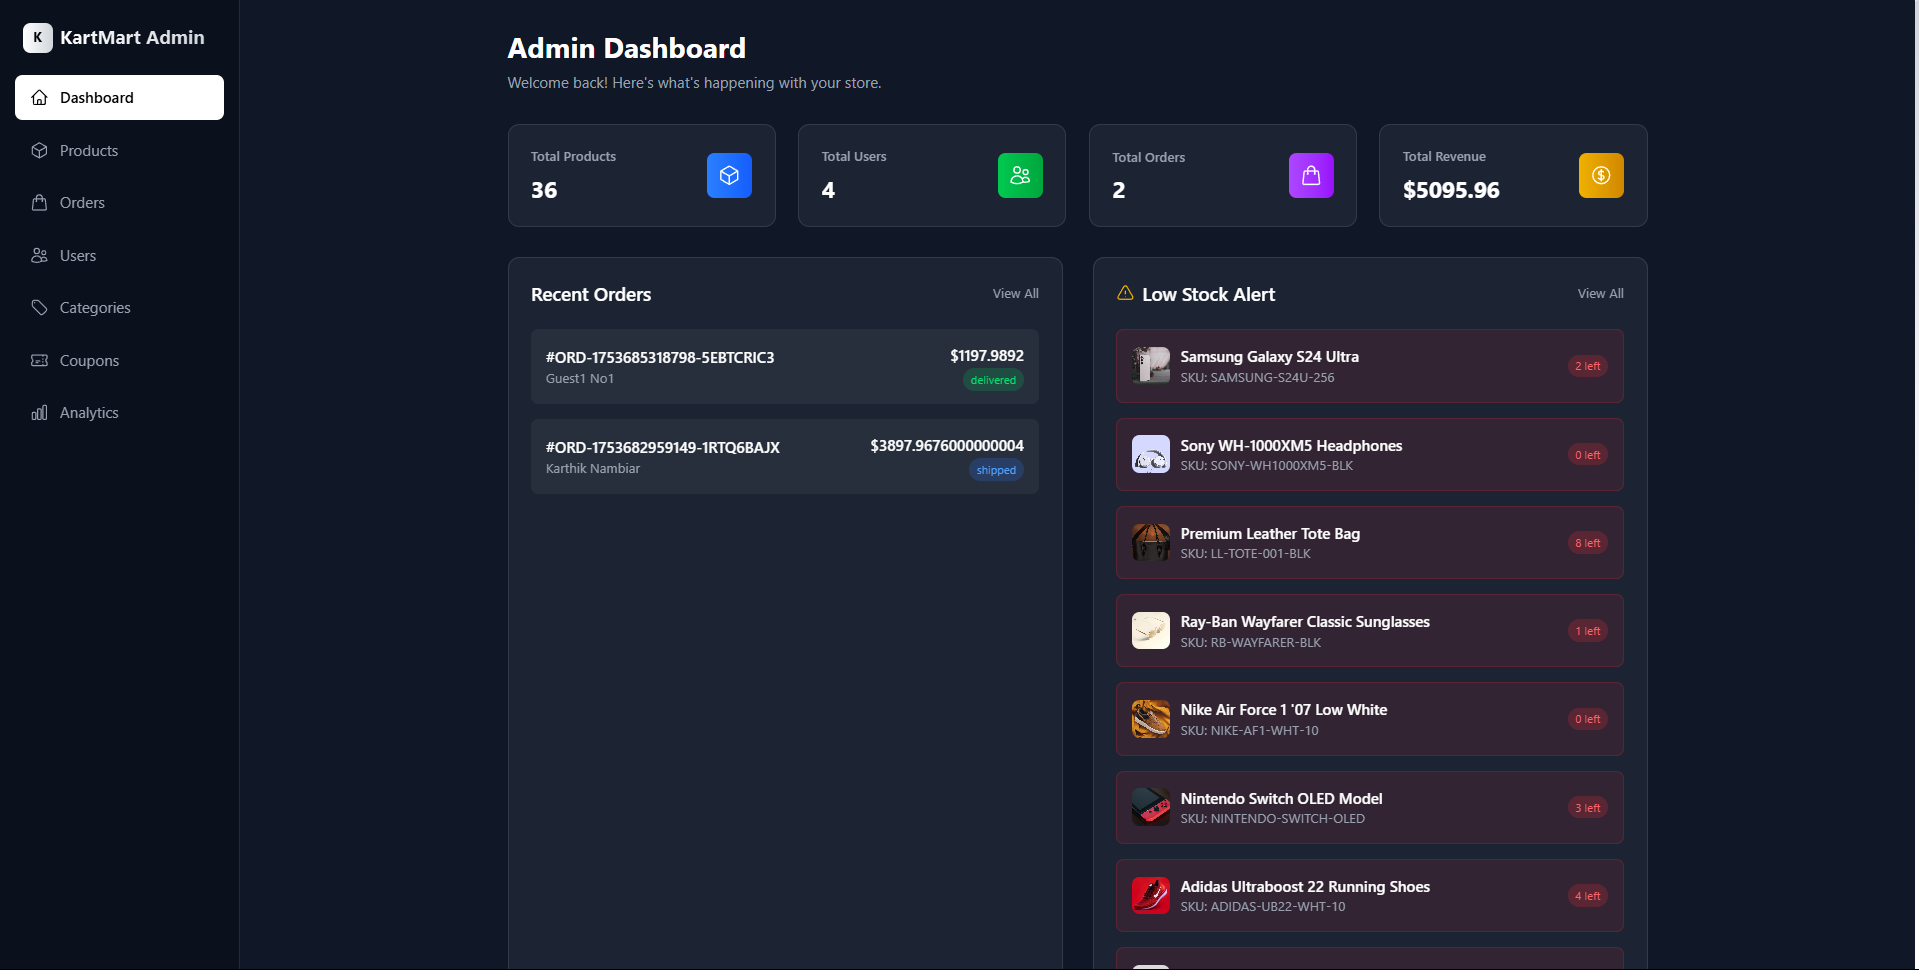 K KartMart Admin
Dashboard
Products
Orders
Users
Categories
Coupons
Analytics
Admin Dashboard
Welcome back! Here's what's happening with your store.
Total Products
36
Total Users
4
Total Orders
2
Total Revenue
$5095.96
Recent Orders
View All
#ORD-1753685318798-5EBTCRIC3
$1197.9892
Guest1 No1
delivered
#ORD-1753682959149-1RTQ6BAJX
$3897.9676000000004
Karthik Nambiar
shipped
Low Stock Alert
View All
Samsung Galaxy S24 Ultra
SKU: SAMSUNG-S24U-256
2 left
Sony WH-1000XM5 Headphones
SKU: SONY-WH1000XM5-BLK
0 left
Premium Leather Tote Bag
SKU: LL-TOTE-001-BLK
8 left
Ray-Ban Wayfarer Classic Sunglasses
SKU: RB-WAYFARER-BLK
1 left
Nike Air Force 1 '07 Low White
SKU: NIKE-AF1-WHT-10
0 left
Nintendo Switch OLED Model
SKU: NINTENDO-SWITCH-OLED
3 left
Adidas Ultraboost 22 Running Shoes
SKU: ADIDAS-UB22-WHT-10
4 left